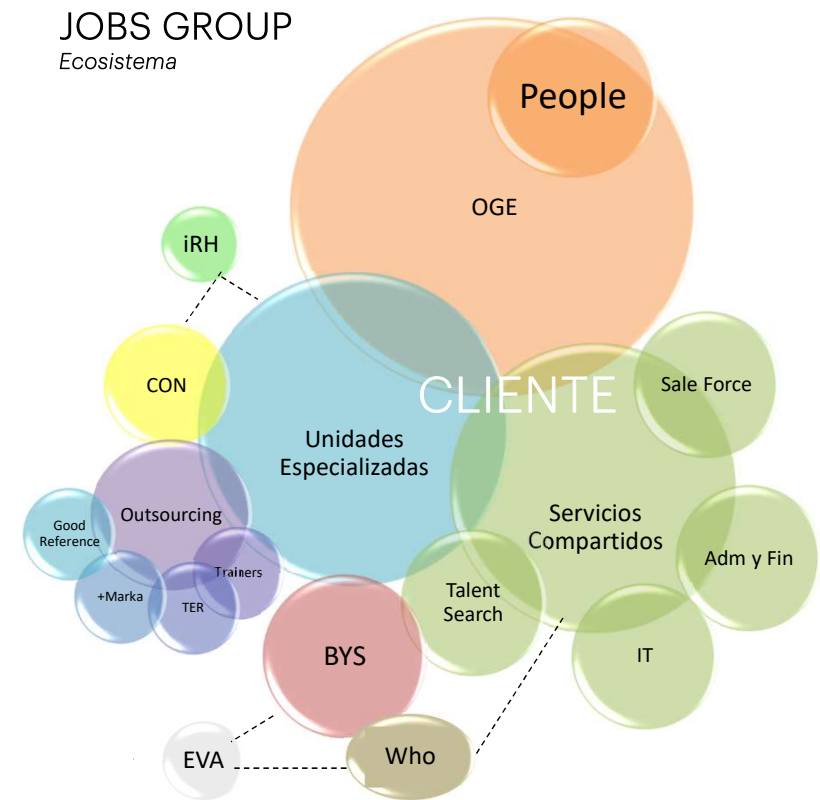 JOBS GROUP
Ecosistema
People
OGE
iRH
CON
CLIENTE
Sale Force
Unidades
Especializadas
Outsourcing
Good
Reference
Servicios
Compartidos
Adm y Fin
Trainers
+Marka
TER
Talent
Search
BYS
IT
EVA
Who